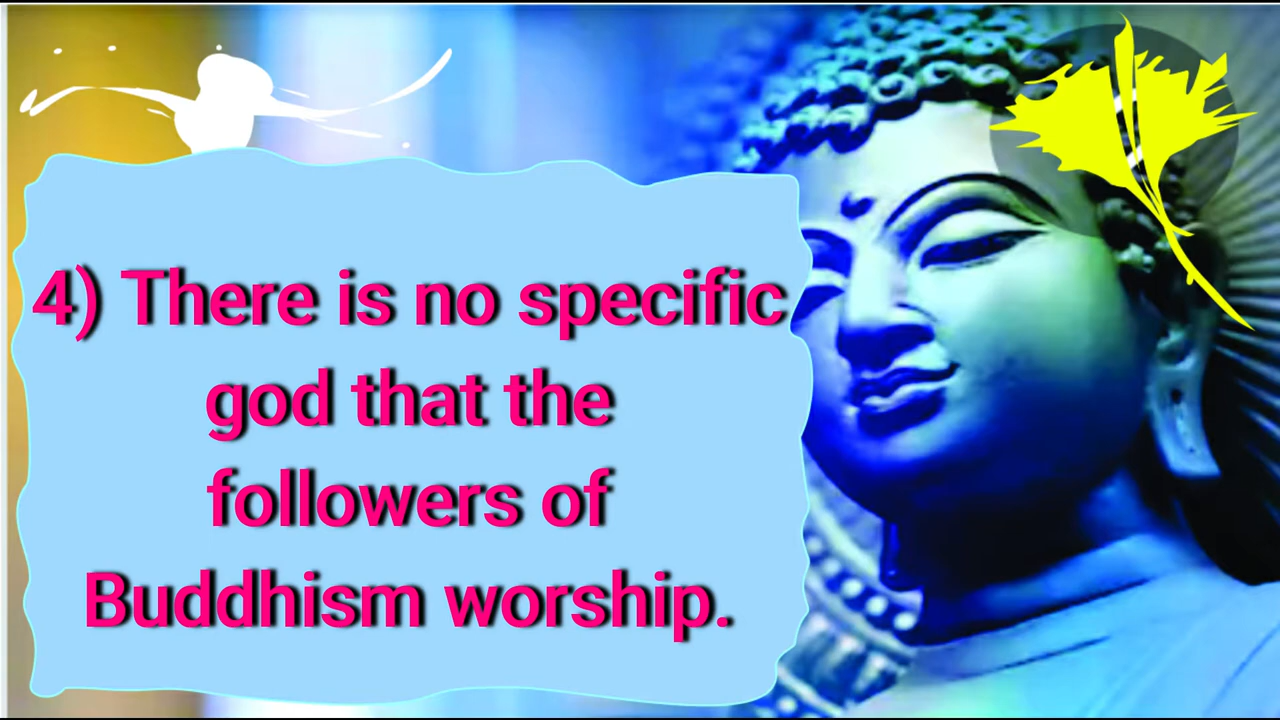 4) There is no specific
god that the
followers of
Buddhism worship.